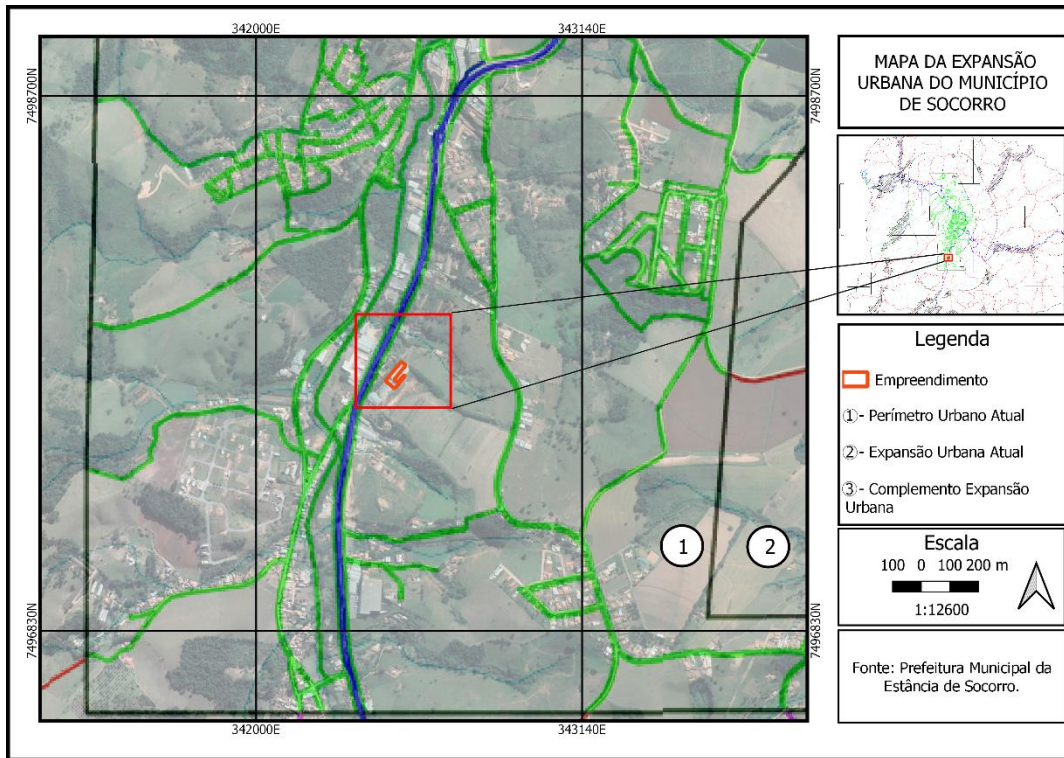 342000E
343140E
7498700N
7498700N
MAPA DA EXPANSÃO
URBANA DO MUNICÍPIO
DE SOCORRO
Legenda
Empreendimento
①- Perímetro Urbano Atual
②- Expansão Urbana Atual
③- Complemento Expansão
Urbana
1
2
Escala
100 0 100 200 m
1:12600
7496830N
7496830N
Fonte: Prefeitura Municipal da
Estância de Socorro.
342000E
343140E